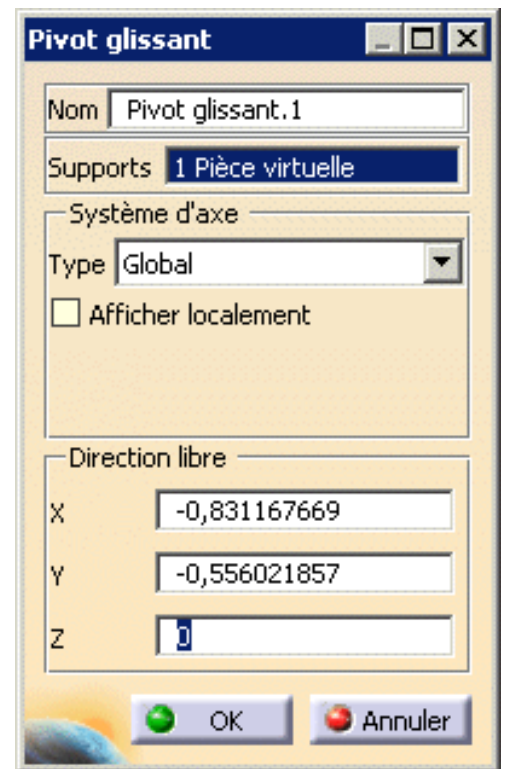 Pivot glissant
Nom Pivot glissant.1
Supports 1 Pièce virtuelle
Système d'axe
Type Global
Afficher localement
Direction libre
X -0,831167669
Y -0,556021857
Z 0
OK Annuler